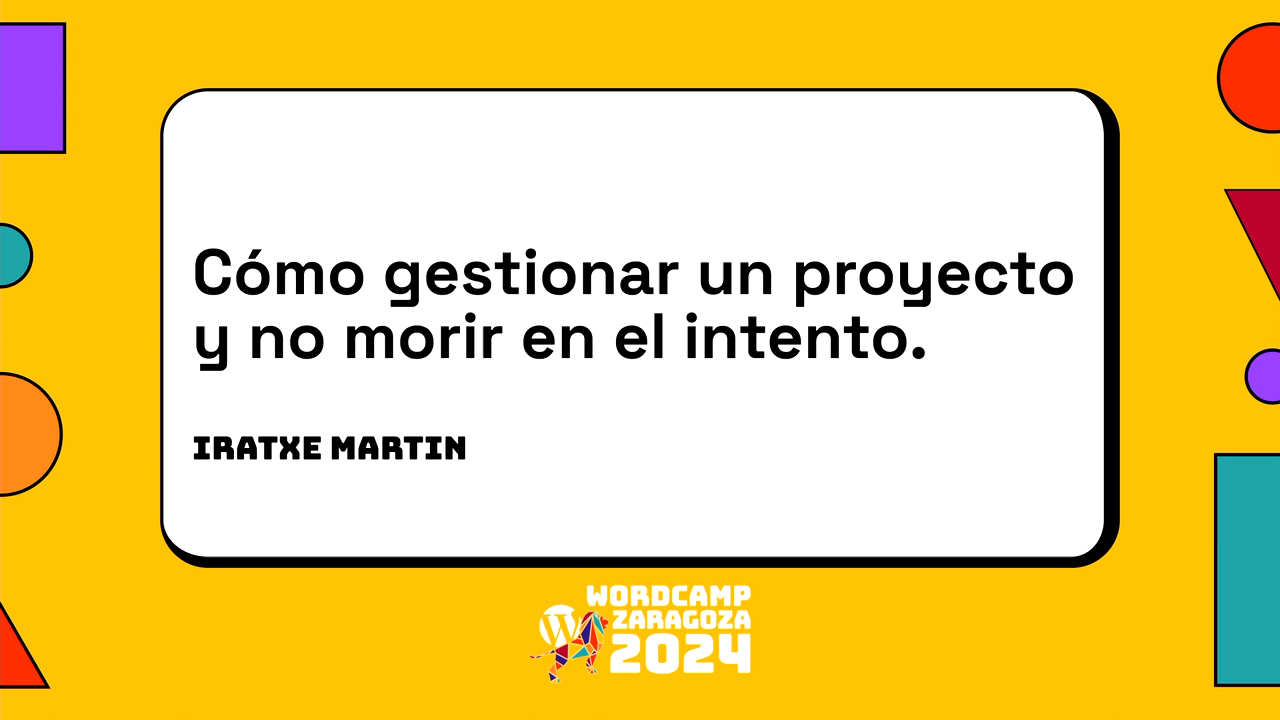 Cómo gestionar un proyecto
y no morir en el intento.
IRATXE MARTIN
WORDCAMP
ZARAGOZA
2024